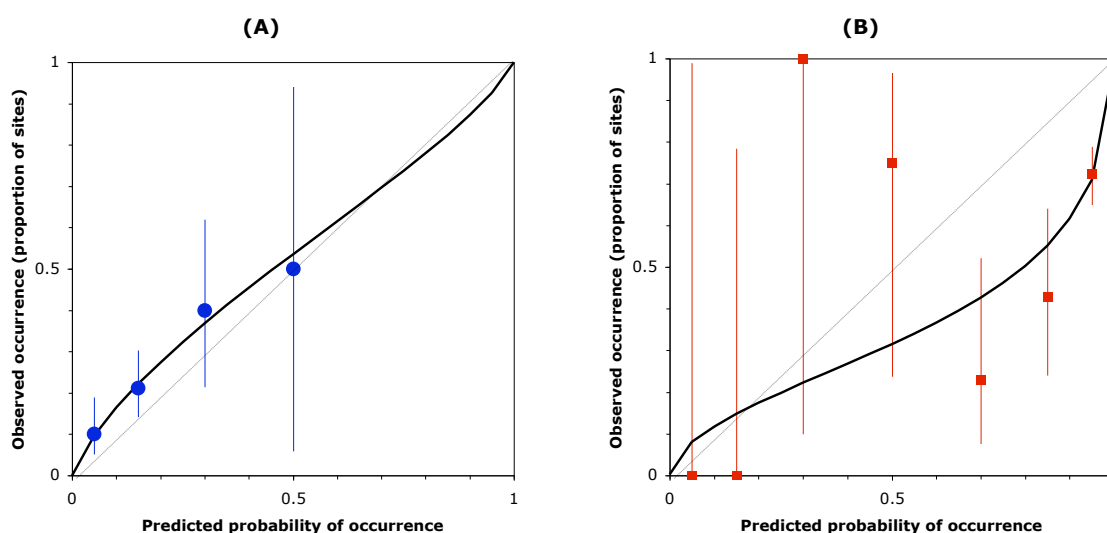 (A)
Observed occurrence (proportion of sites)
1
0.5
0
0
0.5
1
Predicted probability of occurrence
(B)
Observed occurrence (proportion of sites)
1
0.5
0
0
0.5
Predicted probability of occurrence